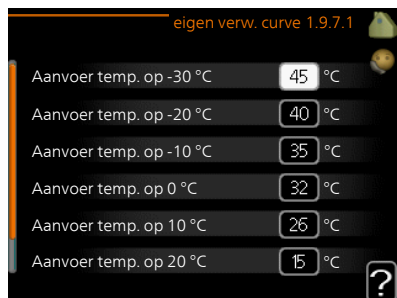 eigen verw. curve 1.9.7.1
Aanvoer temp. op -30 °C 45 °C
Aanvoer temp. op -20 °C 40 °C
Aanvoer temp. op -10 °C 35 °C
Aanvoer temp. op 0 °C 32 °C
Aanvoer temp. op 10 °C 26 °C
Aanvoer temp. op 20 °C 15 °C
?